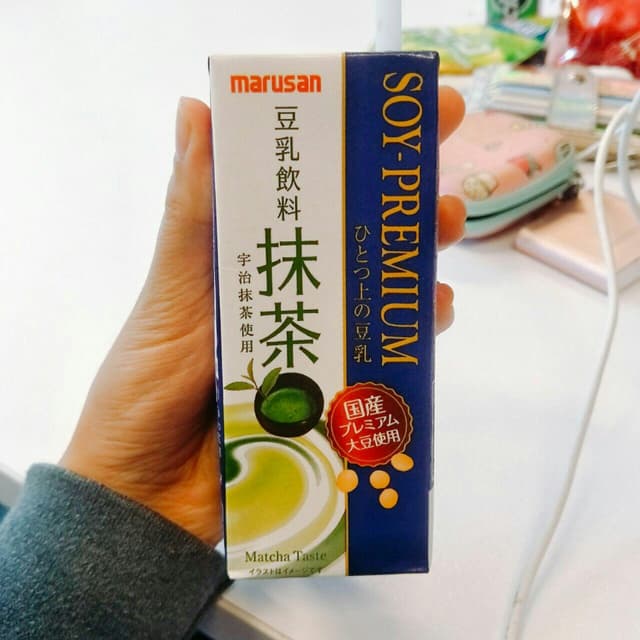 marusan
豆乳飲料
抹茶
宇治抹茶使用
SOY-PREMIUM
ひとつ上の豆乳
国産
プレミアム
大豆使用
Matcha Taste
イラストはイメージです